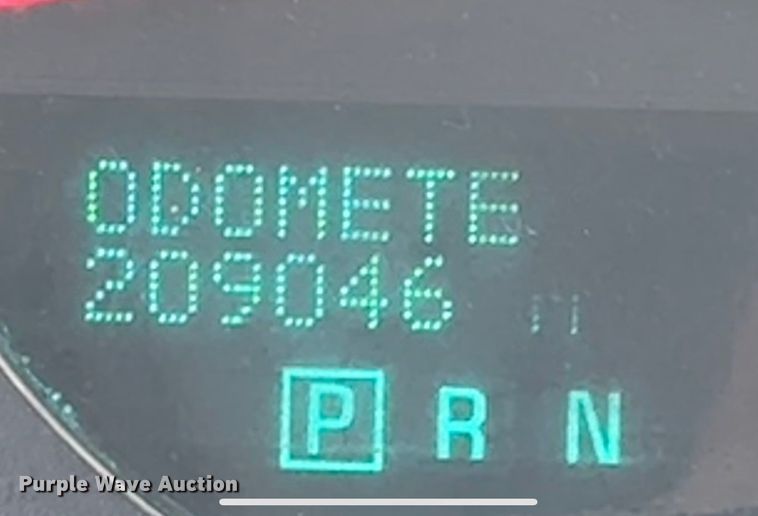 ODOMETE
209046
P R N
Purple Wave Auction